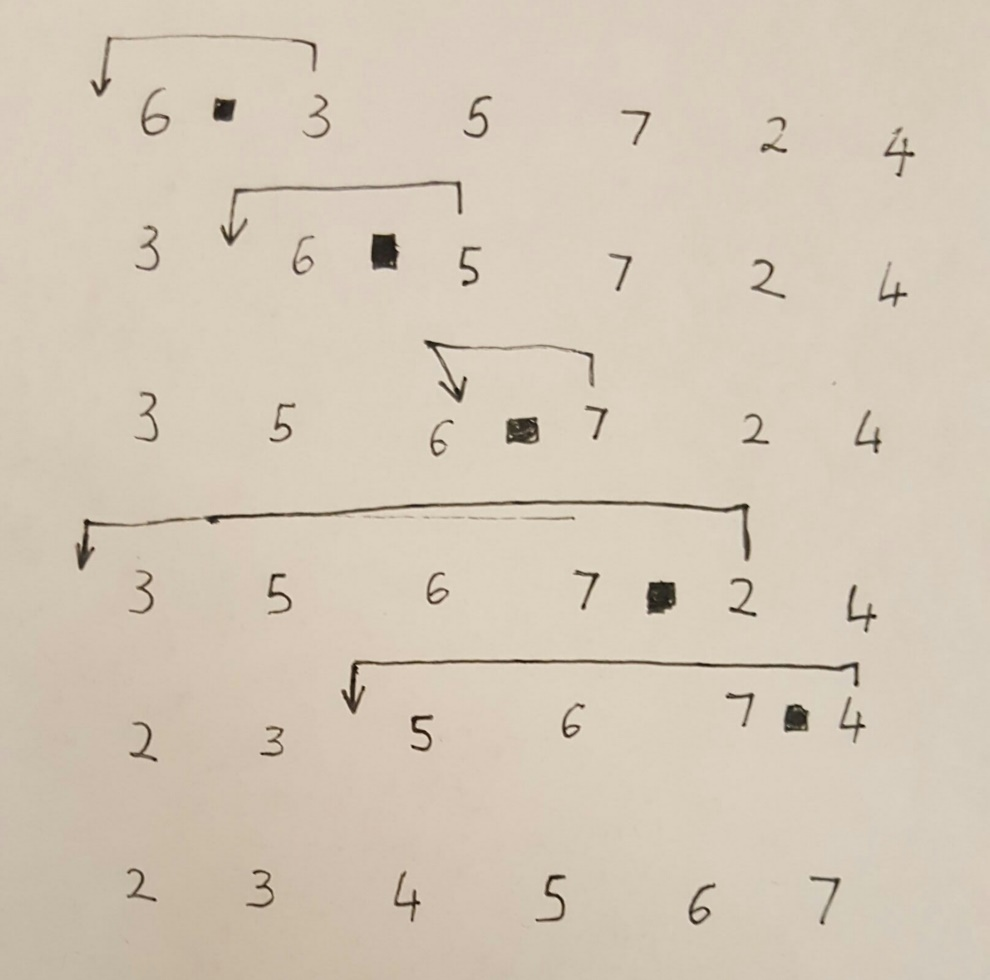 6 ■ 3 5 7 2 4
3 6 ■ 5 7 2 4
3 5 6 ■ 7 2 4
3 5 6 7 ■ 2 4
2 3 5 6 7 ■ 4
2 3 4 5 6 7